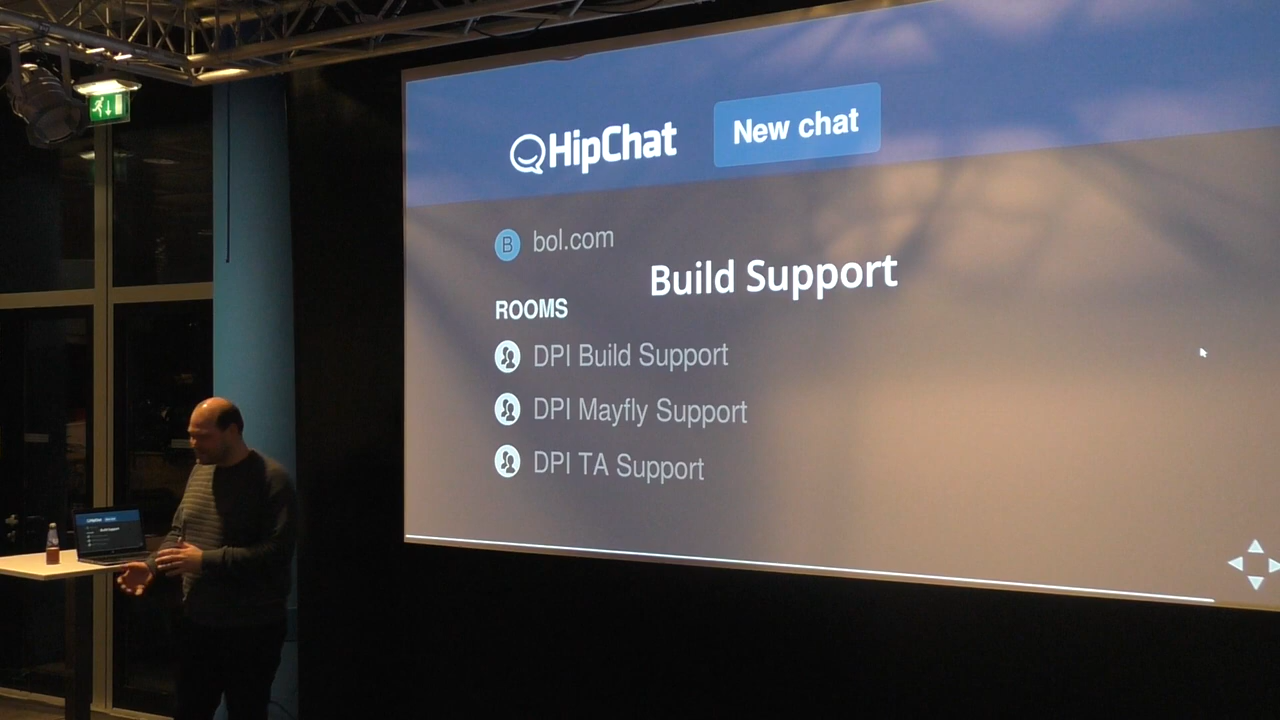 HipChat
New chat
B bol.com
Build Support
ROOMS
DPI Build Support
DPI Mayfly Support
DPI TA Support